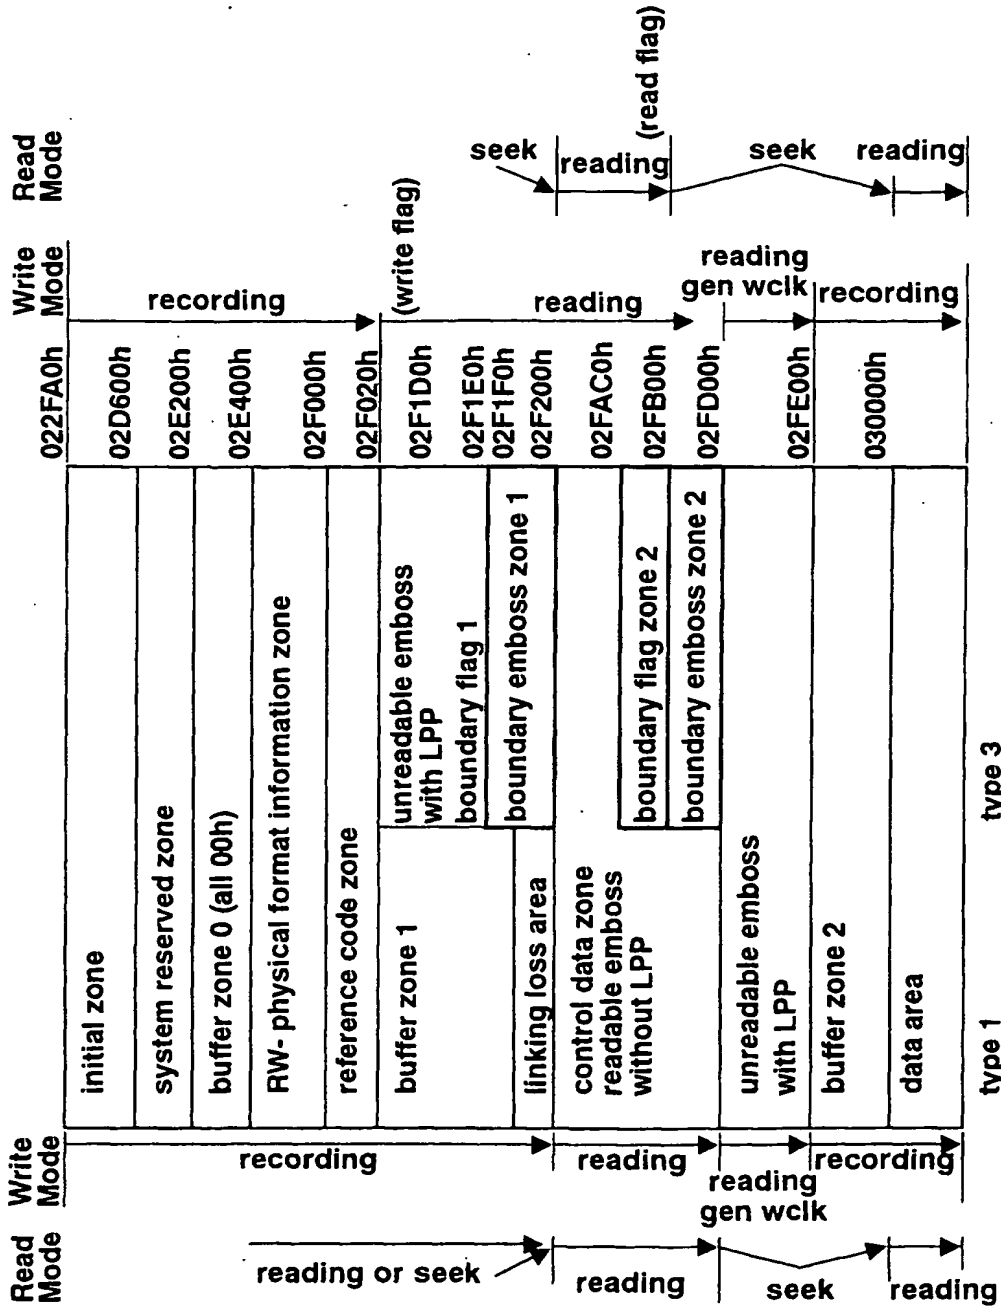 Read
Mode
Write
Mode
Write
Mode
Read
Mode
reading or seek
reading
seek
reading
recording
reading
reading
gen wclk
recording
type 1
type 3
initial zone
system reserved zone
buffer zone 0 (all 00h)
RW- physical format information zone
reference code zone
buffer zone 1
linking loss area
unreadable emboss
with LPP
boundary flag 1
boundary emboss zone 1
control data zone
readable emboss
without LPP
boundary flag zone 2
boundary emboss zone 2
unreadable emboss
with LPP
buffer zone 2
data area
022FA0h
02D600h
02E200h
02E400h
02F000h
02F020h
02F1D0h
02F1E0h
02F1F0h
02F200h
02FAC0h
02FB00h
02FD00h
02FE00h
030000h
recording
(write flag)
reading
reading
gen wclk
recording
seek
reading
(read flag)
seek
reading